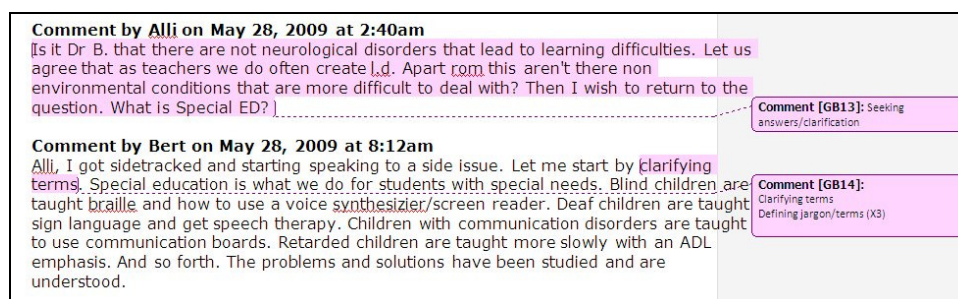 Comment by Alli on May 28, 2009 at 2:40am
Is it Dr B. that there are not neurological disorders that lead to learning difficulties. Let us
agree that as teachers we do often create l.d. Apart rom this aren't there non
environmental conditions that are more difficult to deal with? Then I wish to return to the
question. What is Special ED?
Comment [GB13]: Seeking
answers/clarification
Comment by Bert on May 28, 2009 at 8:12am
Alli, I got sidetracked and starting speaking to a side issue. Let me start by clarifying
terms. Special education is what we do for students with special needs. Blind children are
taught braille and how to use a voice synthesizier/screen reader. Deaf children are taught
sign language and get speech therapy. Children with communication disorders are taught
to use communication boards. Retarded children are taught more slowly with an ADL
emphasis. And so forth. The problems and solutions have been studied and are
understood.
Comment [GB14]:
Clarifying terms
Defining jargon/terms (X3)